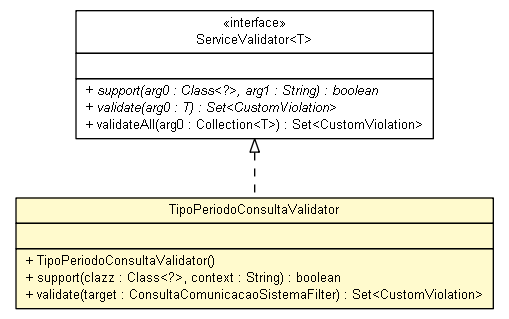 «interface»
ServiceValidator<T>
+ support(arg0 : Class<?>, arg1 : String) : boolean
+ validate(arg0 : T) : Set<CustomViolation>
+ validateAll(arg0 : Collection<T>) : Set<CustomViolation>
TipoPeriodoConsultaValidator
+ TipoPeriodoConsultaValidator()
+ support(clazz : Class<?>, context : String) : boolean
+ validate(target : ConsultaComunicacaoSistemaFilter) : Set<CustomViolation>